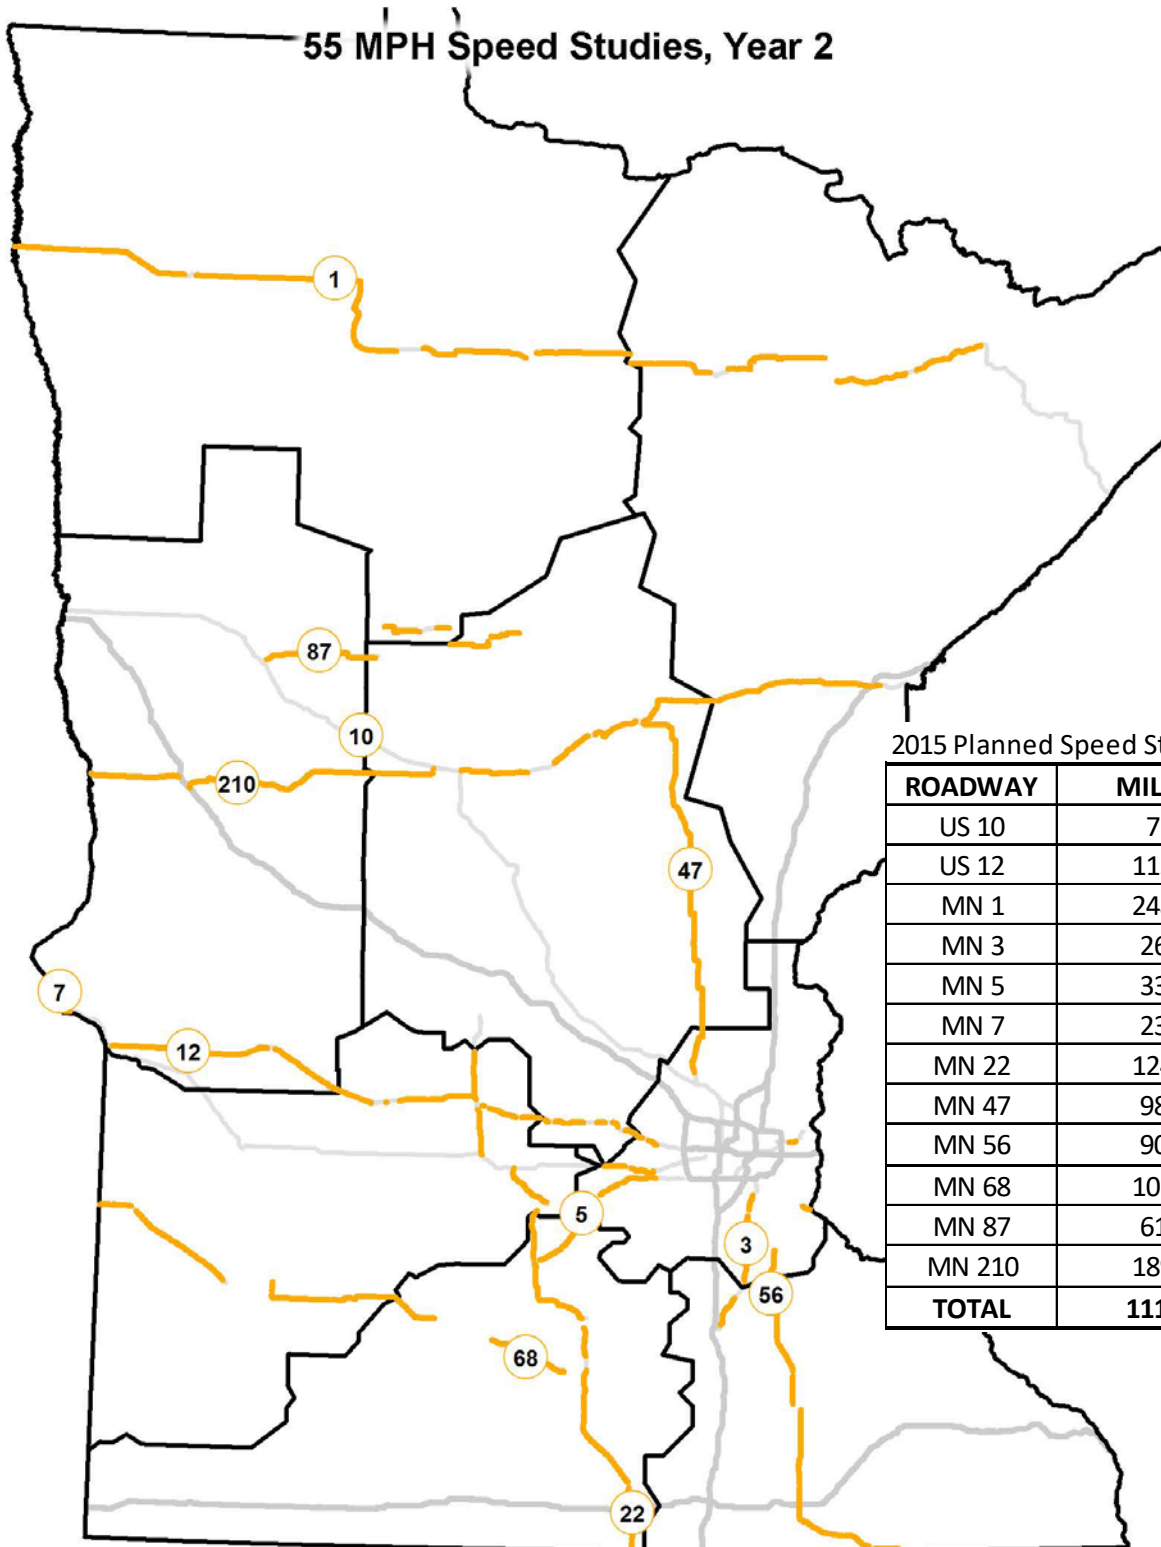 55 MPH Speed Studies, Year 2
1
87
10
210
47
7
12
5
3
56
68
22
2015 Planned Speed St
ROADWAY MIL
US 10 7
US 12 11
MN 1 24
MN 3 26
MN 5 33
MN 7 23
MN 22 124
MN 47 98
MN 56 90
MN 68 10
MN 87 61
MN 210 18
TOTAL 111